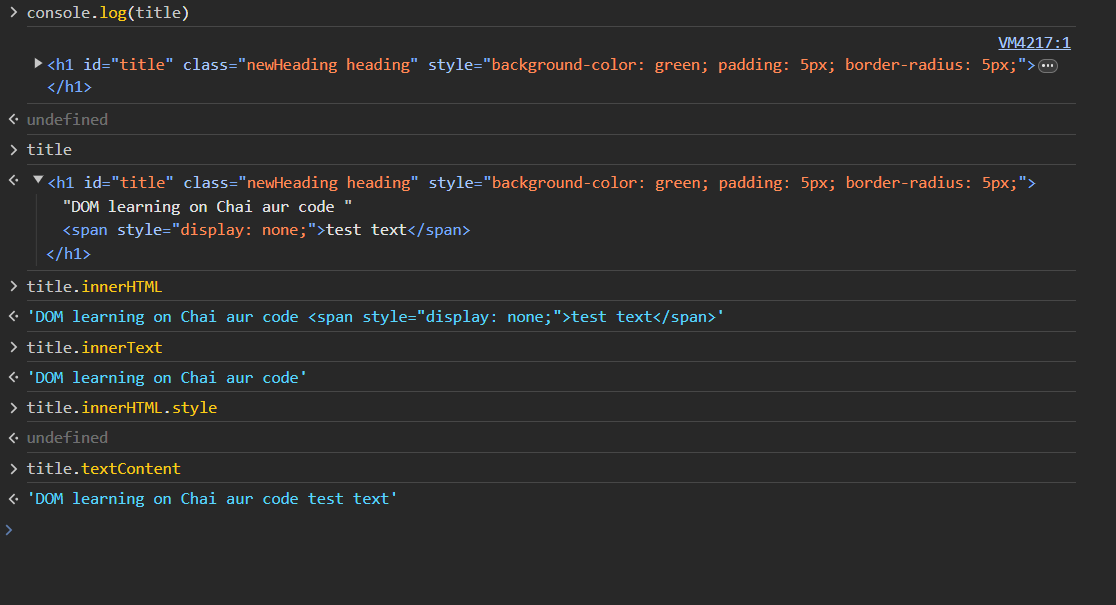 > console.log(title)
VM4217:1
▶<h1 id="title" class="newHeading heading" style="background-color: green; padding: 5px; border-radius: 5px;">…
</h1>
undefined
> title
▼<h1 id="title" class="newHeading heading" style="background-color: green; padding: 5px; border-radius: 5px;">
"DOM learning on Chai aur code "
<span style="display: none;">test text</span>
</h1>
> title.innerHTML
'DOM learning on Chai aur code <span style="display: none;">test text</span>'
> title.innerText
'DOM learning on Chai aur code'
> title.innerHTML.style
undefined
> title.textContent
'DOM learning on Chai aur code test text'
>